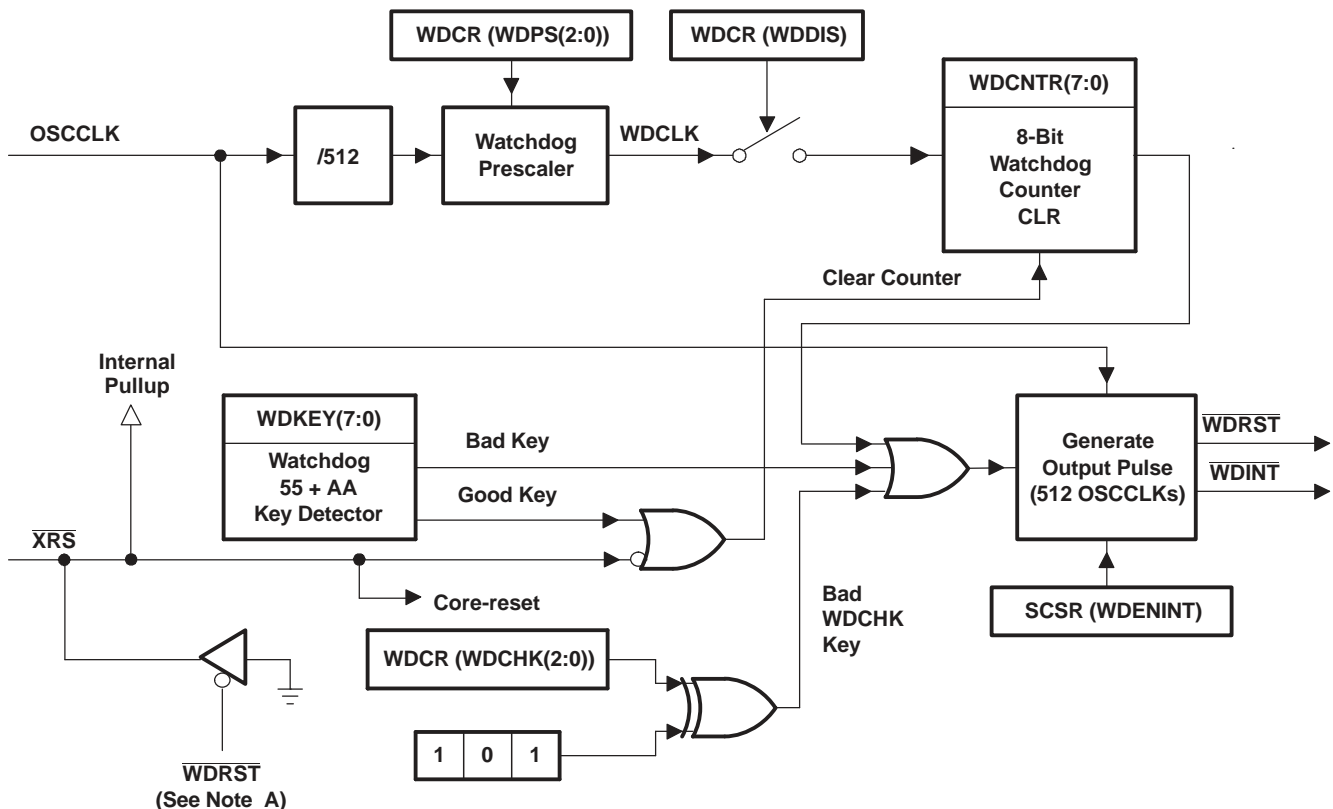 WDCR (WDPS(2:0))
WDCR (WDDIS)
WDCNTR(7:0)
OSCCLK
/512
Watchdog
Prescaler
WDCLK
8-Bit
Watchdog
Counter
CLR
Clear Counter
Internal
Pullup
WDKEY(7:0)
Watchdog
55 + AA
Key Detector
Bad Key
Good Key
Generate
Output Pulse
(512 OSCCLKs)
WDRST
WDINT
XRS
Core-reset
SCSR (WDENINT)
Bad
WDCHK
Key
WDCR (WDCHK(2:0))
1 0 1
WDRST
(See Note A)